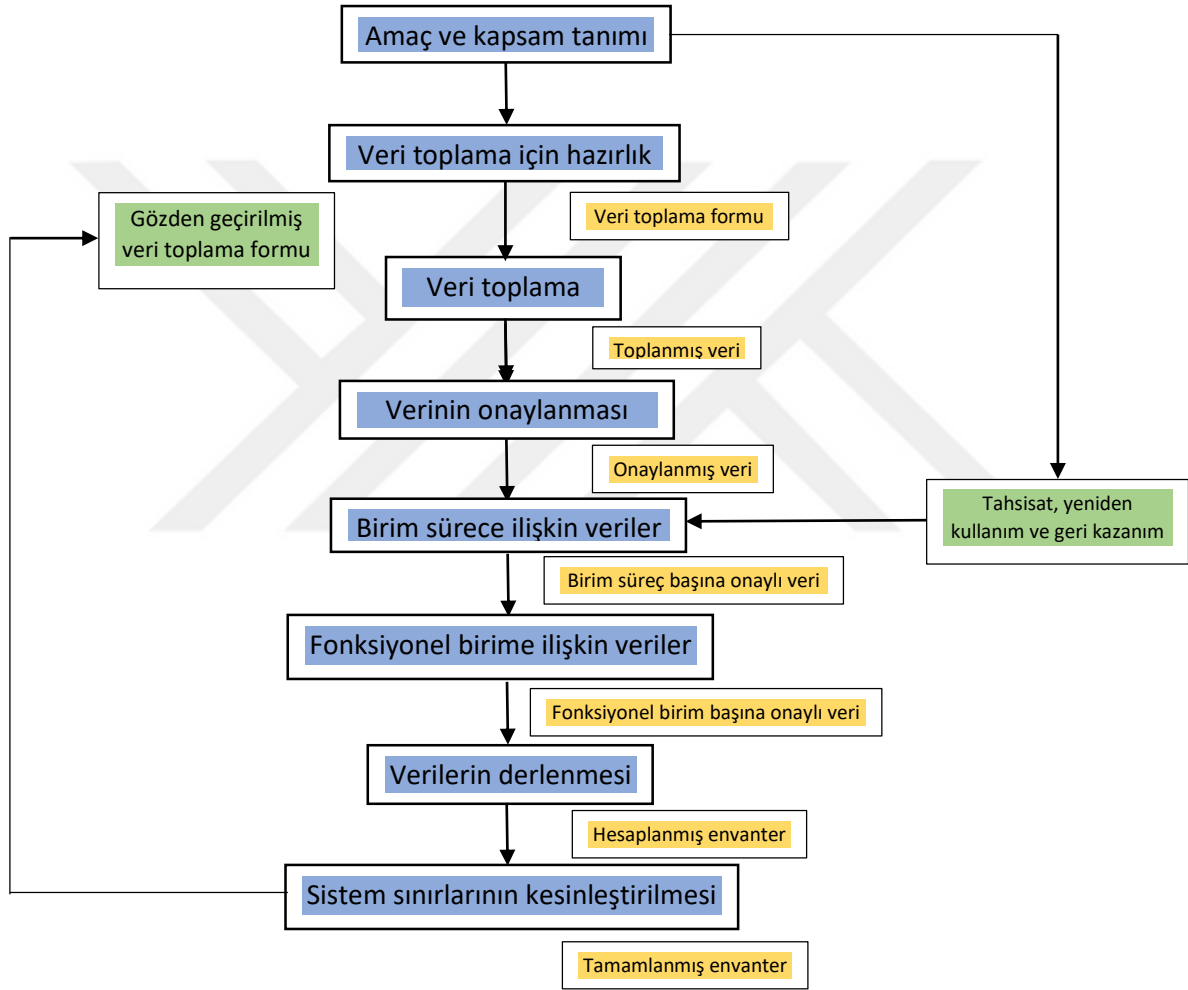 Amaç ve kapsam tanımı
Veri toplama için hazırlık
Veri toplama formu
Gözden geçirilmiş
veri toplama formu
Veri toplama
Toplanmış veri
Verinin onaylanması
Onaylanmış veri
Tahsisat, yeniden
kullanım ve geri kazanım
Birim sürece ilişkin veriler
Birim süreç başına onaylı veri
Fonksiyonel birime ilişkin veriler
Fonksiyonel birim başına onaylı veri
Verilerin derlenmesi
Hesaplanmış envanter
Sistem sınırlarının kesinleştirilmesi
Tamamlanmış envanter